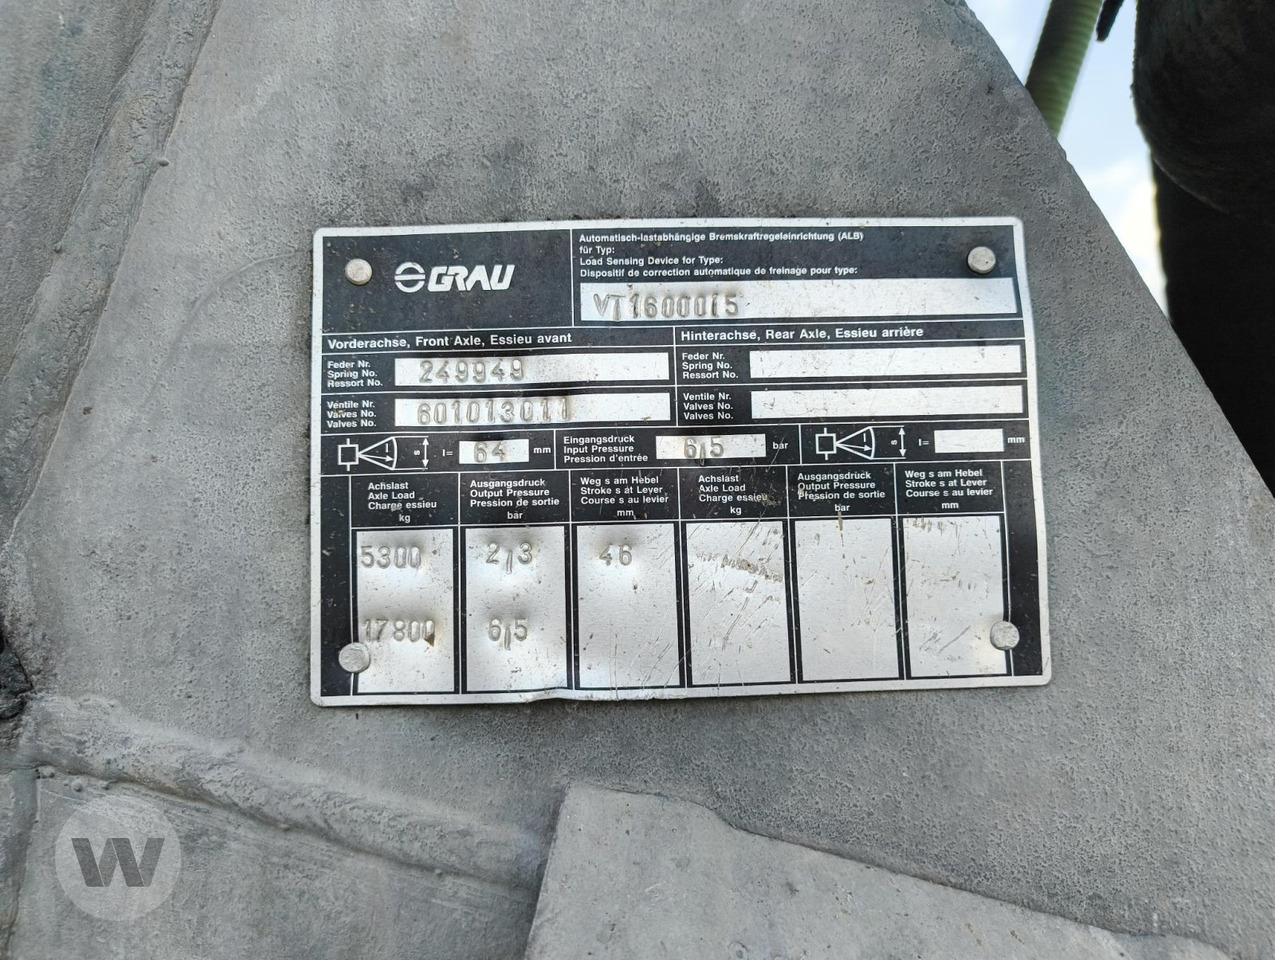 GRAU
Automatisch-lastabhängige Bremskraftregeleinrichtung (ALB)
für Typ:
Load Sensing Device for Type:
Dispositif de correction automatique de freinage pour type:
VT1600015
Vorderachse, Front Axle, Essieu avant
Hinterachse, Rear Axle, Essieu arrière
Feder Nr.
Spring No.
Ressort No.
249949
Feder Nr.
Spring No.
Ressort No.
Ventile Nr.
Valves No.
Valves No.
601013011
Ventile Nr.
Valves No.
Valves No.
s
l= 64 mm
Eingangsdruck
Input Pressure
Pression d'entrée
6,5 bar
s
l= mm
Achslast
Axle Load
Charge essieu
kg
Ausgangsdruck
Output Pressure
Pression de sortie
bar
Weg s am Hebel
Stroke s at Lever
Course s au levier
mm
Achslast
Axle Load
Charge essieu
kg
Ausgangsdruck
Output Pressure
Pression de sortie
bar
Weg s am Hebel
Stroke s at Lever
Course s au levier
mm
5300 2,3 46
17800 6,5
W